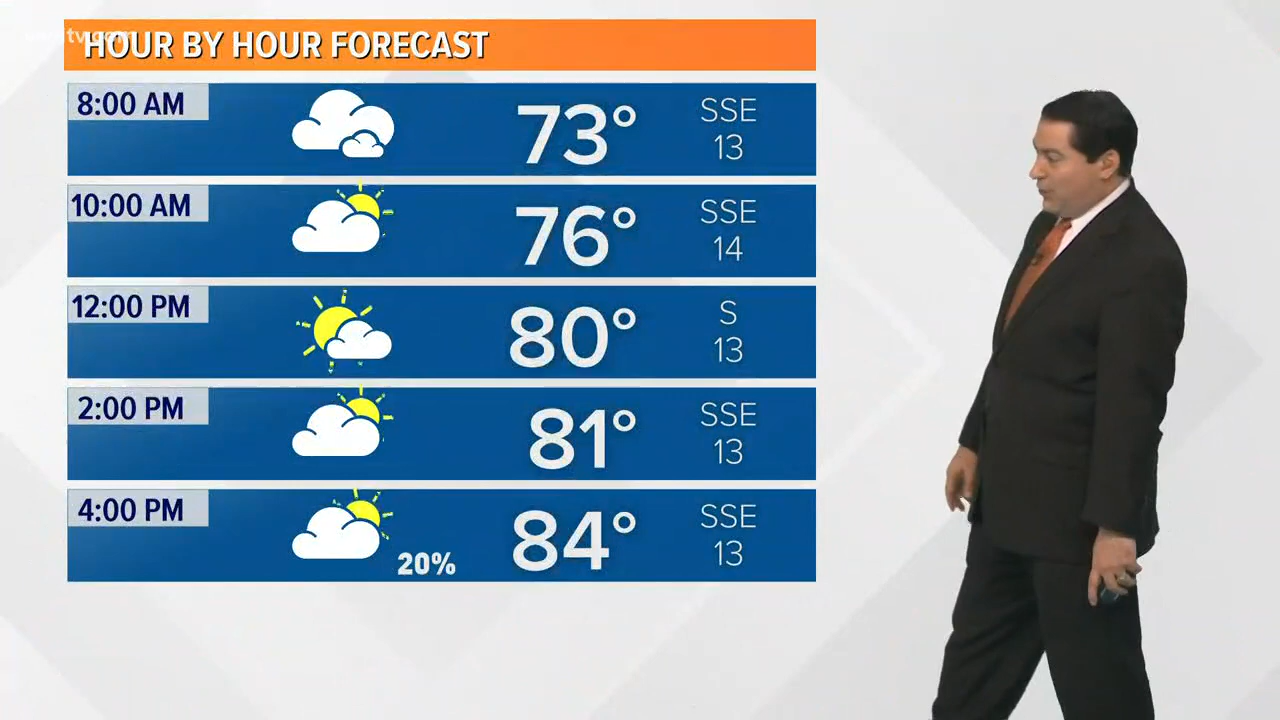 HOUR BY HOUR FORECAST
8:00 AM
73°
SSE
13
10:00 AM
76°
SSE
14
12:00 PM
80°
S
13
2:00 PM
81°
SSE
13
4:00 PM
20%
84°
SSE
13